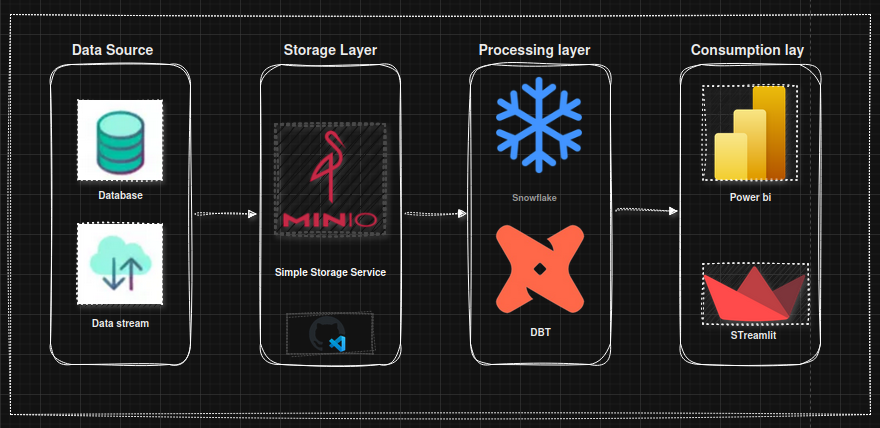 Data Source
Storage Layer
Processing layer
Consumption lay
Database
Data stream
MINIO
Simple Storage Service
Snowflake
DBT
Power bi
STreamlit